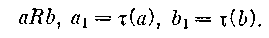 aRb, a₁ = τ(a), b₁ = τ(b).